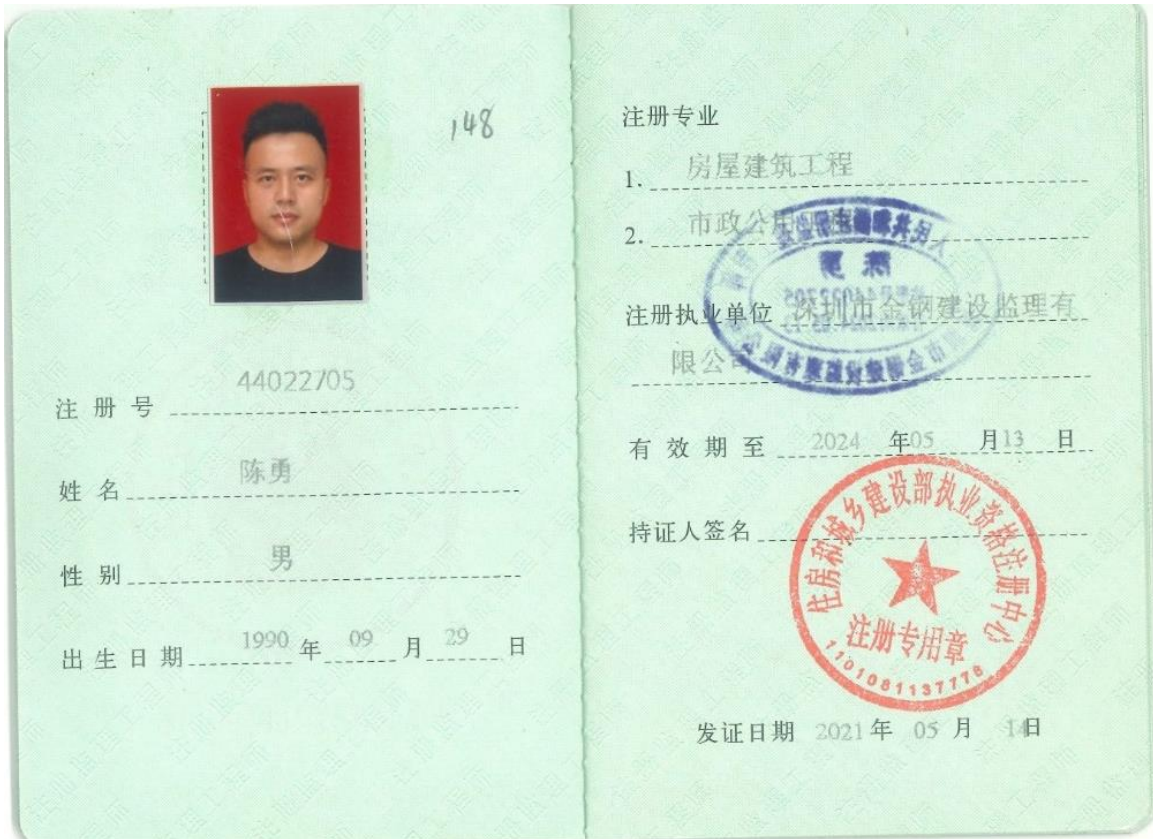 148
注册号 44022705
姓名 陈勇
性别 男
出生日期 1990 年 09 月 29 日
注册专业
1. 房屋建筑工程
2. 市政公用工程
注册执业单位 深圳市金钢建设监理有
限公司
有效期至 2024 年 05 月 13 日
持证人签名
住房和城乡建设部执业资格注册中心
注册专用章
1101081137778
发证日期 2021 年 05 月 14 日